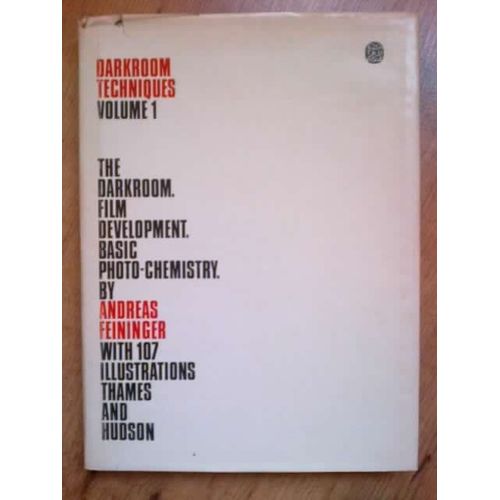 DARKROOM
TECHNIQUES
VOLUME 1
THE
DARKROOM.
FILM
DEVELOPMENT.
BASIC
PHOTO-CHEMISTRY.
BY
ANDREAS
FEININGER
WITH 107
ILLUSTRATIONS
THAMES
AND
HUDSON